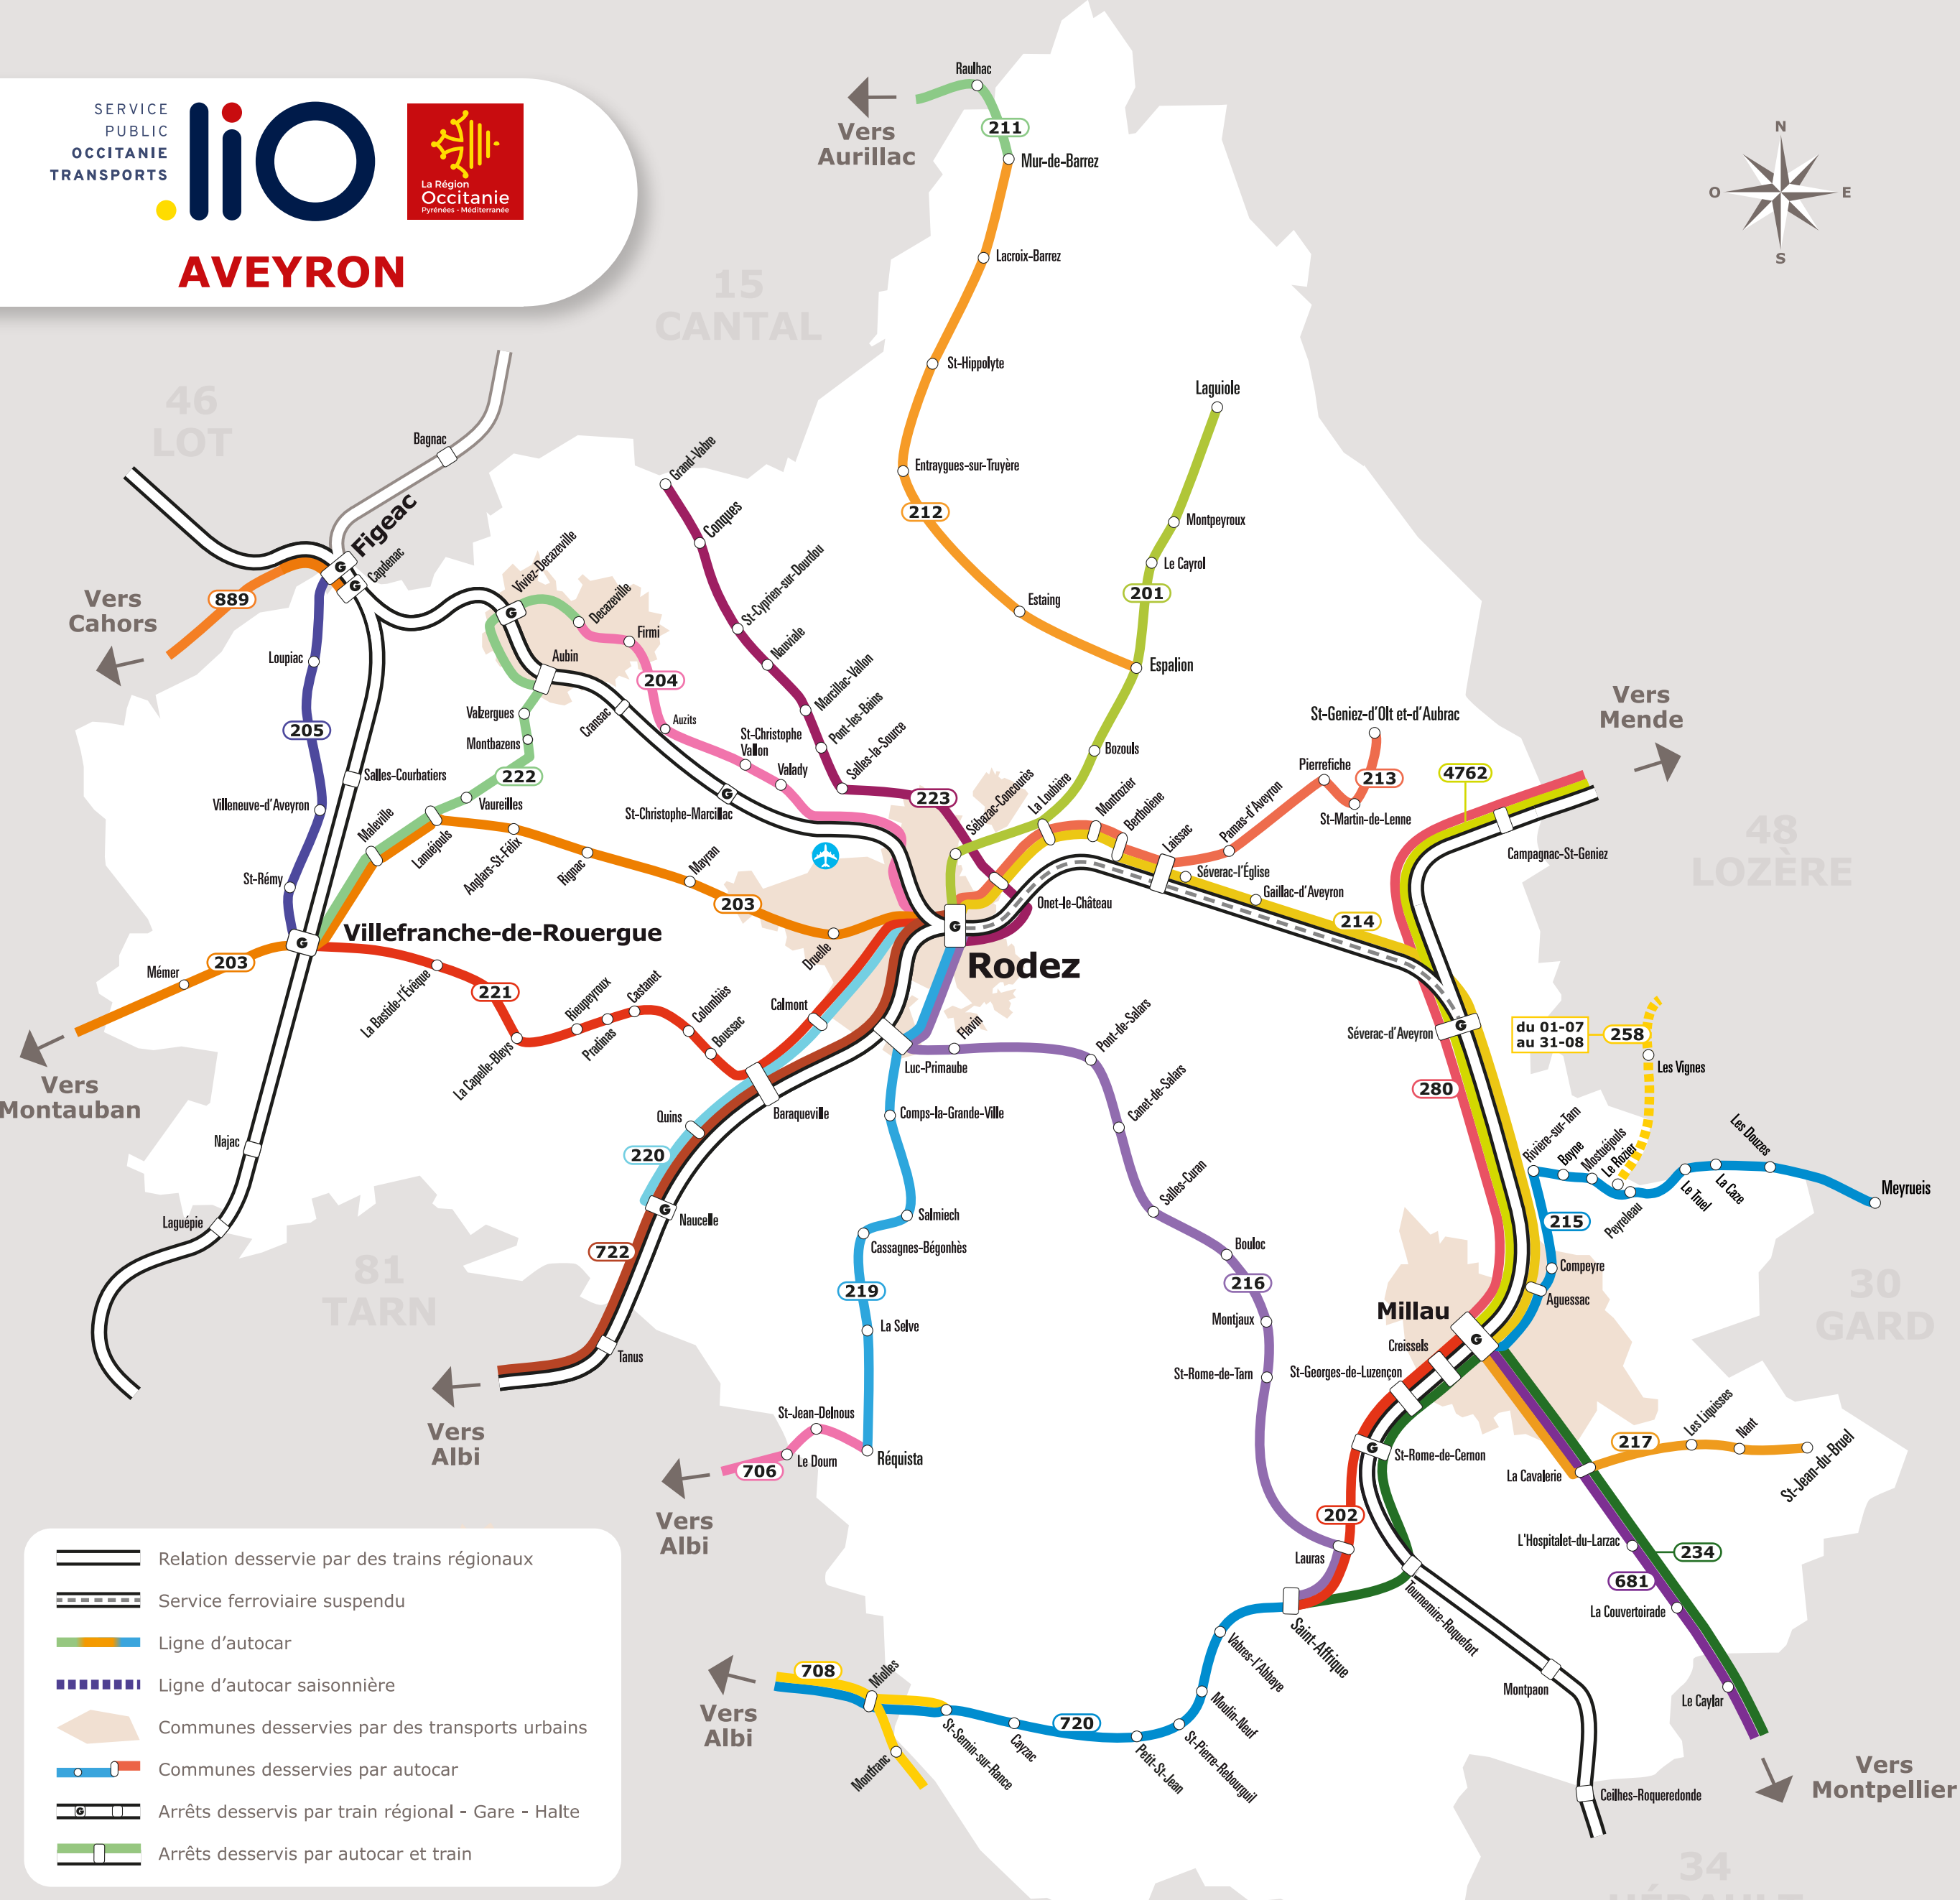 SERVICE
PUBLIC
OCCITANIE
TRANSPORTS
.liO
La Région
Occitanie
Pyrénées - Méditerranée
AVEYRON
N
O
E
S
15
CANTAL
46
LOT
48
LOZÈRE
81
TARN
30
GARD
34
HÉRAULT
Vers
Aurillac
Raulhac
211
Mur-de-Barrez
Lacroix-Barrez
St-Hippolyte
Entraygues-sur-Truyère
212
Estaing
Espalion
Laguiole
Montpeyroux
Le Cayrol
201
Bozouls
La Loubière
Sébazac-Concourès
Bagnac
Figeac
G
Capdenac
G
889
Vers
Cahors
Loupiac
205
Villeneuve-d'Aveyron
St-Rémy
Salles-Courbatiers
Viviez-Decazeville
G
Decazeville
Firmi
Aubin
204
Valzergues
Montbazens
222
Vaureilles
Lanuéjouls
Maleville
Cransac
Auzits
St-Christophe
Vallon
Valady
St-Christophe-Marcillac
G
Grand-Vabre
Conques
St-Cyprien-sur-Dourdou
Nauviale
Marcillac-Vallon
Pont-les-Bains
Salles-la-Source
223
Anglars-St-Félix
Rignac
Mayran
203
Druelle
Montrozier
Bertholène
Laissac
Pamas-d'Aveyron
Pierrefiche
St-Martin-de-Lenne
213
St-Geniez-d'Olt et-d'Aubrac
4762
Vers
Mende
Campagnac-St-Geniez
Séverac-l'Église
Gaillac-d'Aveyron
214
Onet-le-Château
G
Rodez
G
Villefranche-de-Rouergue
203
Mémer
Vers
Montauban
La Bastide-l'Évêque
221
La Capelle-Bleys
Rieupeyroux
Pradinas
Castanet
Colombiès
Boussac
Calmont
Baraqueville
Quins
220
Naucelle
G
722
Tanus
Vers
Albi
Najac
Laguépie
Luc-Primaube
Flavin
Pont-de-Salars
Canet-de-Salars
Salles-Curan
Bouloc
216
Montjaux
St-Rome-de-Tarn
Comps-la-Grande-Ville
Salmiech
Cassagnes-Bégonhès
219
La Selve
Réquista
St-Jean-Delnous
Le Dourn
706
Vers
Albi
Séverac-d'Aveyron
G
280
du 01-07
au 31-08
258
Les Vignes
Rivière-sur-Tarn
Boyne
Mostuéjouls
Le Rozier
Peyreleau
Le Truel
La Caze
Les Douzes
Meyrueis
215
Compeyre
Aguessac
Millau
G
Creissels
St-Georges-de-Luzençon
G
St-Rome-de-Cernon
202
Lauras
Saint-Affrique
Tournemire-Roquefort
Montpaon
Ceilhes-Roqueredonde
La Cavalerie
217
Les Liquisses
Nant
St-Jean-du-Bruel
L'Hospitalet-du-Larzac
234
681
La Couvertoirade
Le Caylar
Vers
Montpellier
Vabres-l'Abbaye
Moulin-Neuf
St-Pierre-Rebourguil
Petit-St-Jean
720
Cayzac
St-Sernin-sur-Rance
Miolles
Montfranc
708
Vers
Albi
Relation desservie par des trains régionaux
Service ferroviaire suspendu
Ligne d'autocar
Ligne d'autocar saisonnière
Communes desservies par des transports urbains
Communes desservies par autocar
G
Arrêts desservis par train régional - Gare - Halte
Arrêts desservis par autocar et train